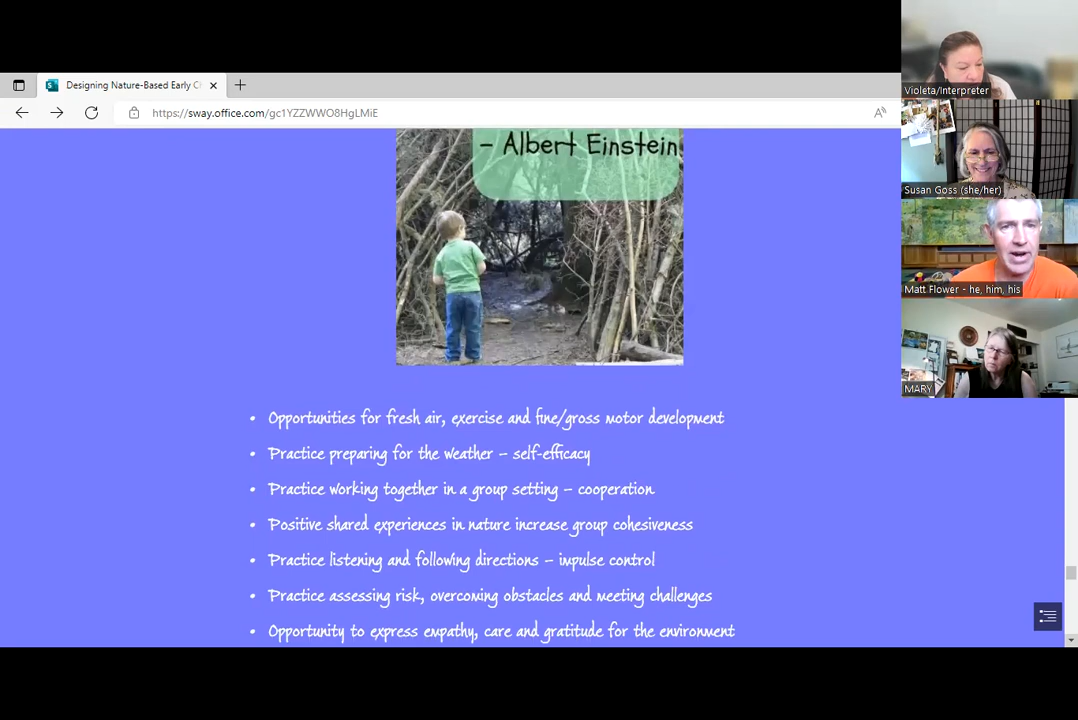 Designing Nature-Based Early C
https://sway.office.com/gc1YZZWWO8HgLMiE
– Albert Einstein
• Opportunities for fresh air, exercise and fine/gross motor development
• Practice preparing for the weather – self-efficacy
• Practice working together in a group setting – cooperation
• Positive shared experiences in nature increase group cohesiveness
• Practice listening and following directions – impulse control
• Practice assessing risk, overcoming obstacles and meeting challenges
• Opportunity to express empathy, care and gratitude for the environment
Violeta/Interpreter
Susan Goss (she/her)
Matt Flower - he, him, his
MARY